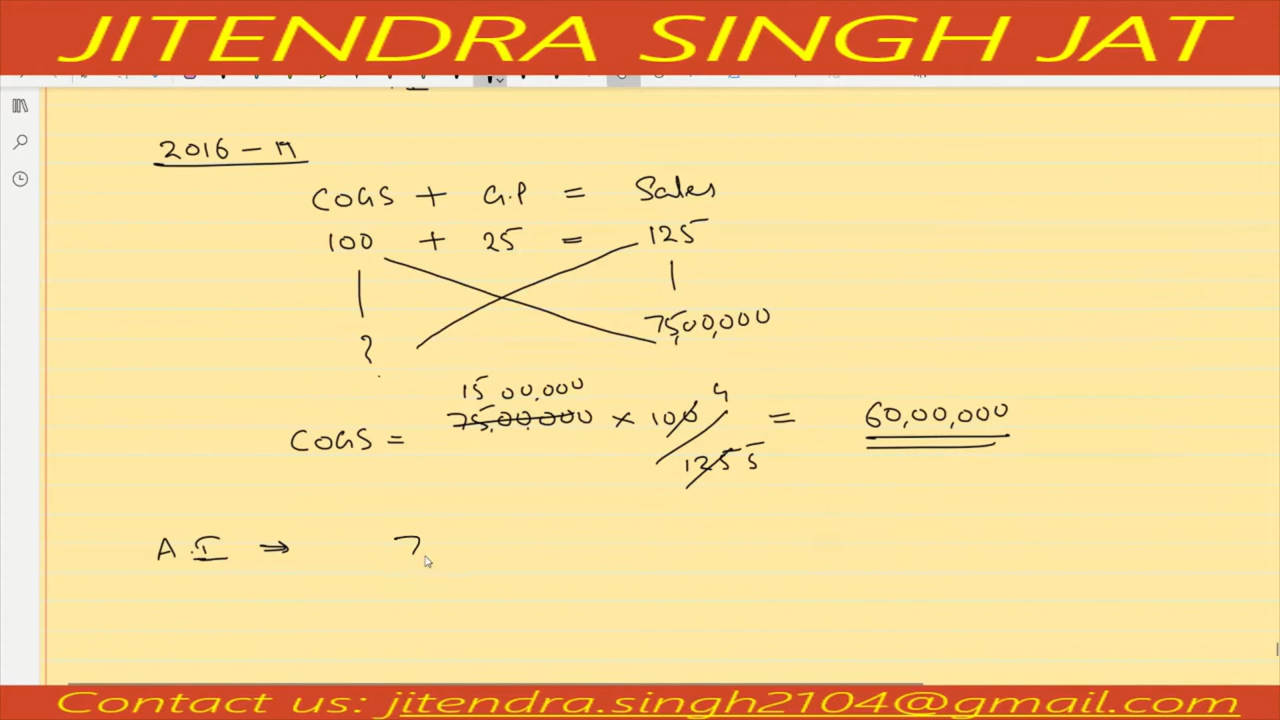 JITENDRA SINGH JAT
2016-17
COGS + G.P = Sales
100 + 25 = 125
75,00,000
?
15 00,000 4
COGS = 75,00,000 × 100 = 60,00,000
125 5
A.I ⇒ 7
Contact us: jitendra.singh2104@gmail.com